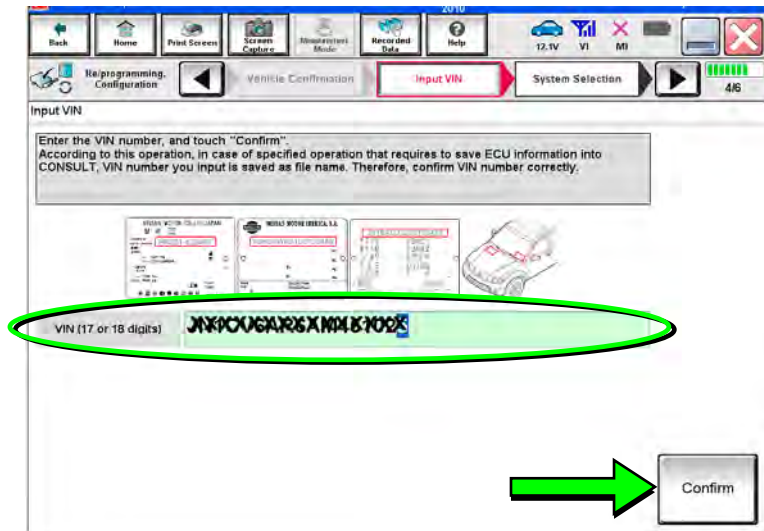 2010
Back
Home
Print Screen
Screen Capture
Measurement Mode
Recorded Data
Help
12.1V
VI
MI
Re/programming, Configuration
Vehicle Confirmation
Input VIN
System Selection
4/6
Input VIN
Enter the VIN number, and touch "Confirm".
According to this operation, in case of specified operation that requires to save ECU information into
CONSULT, VIN number you input is saved as file name. Therefore, confirm VIN number correctly.
VIN (17 or 18 digits)
Confirm